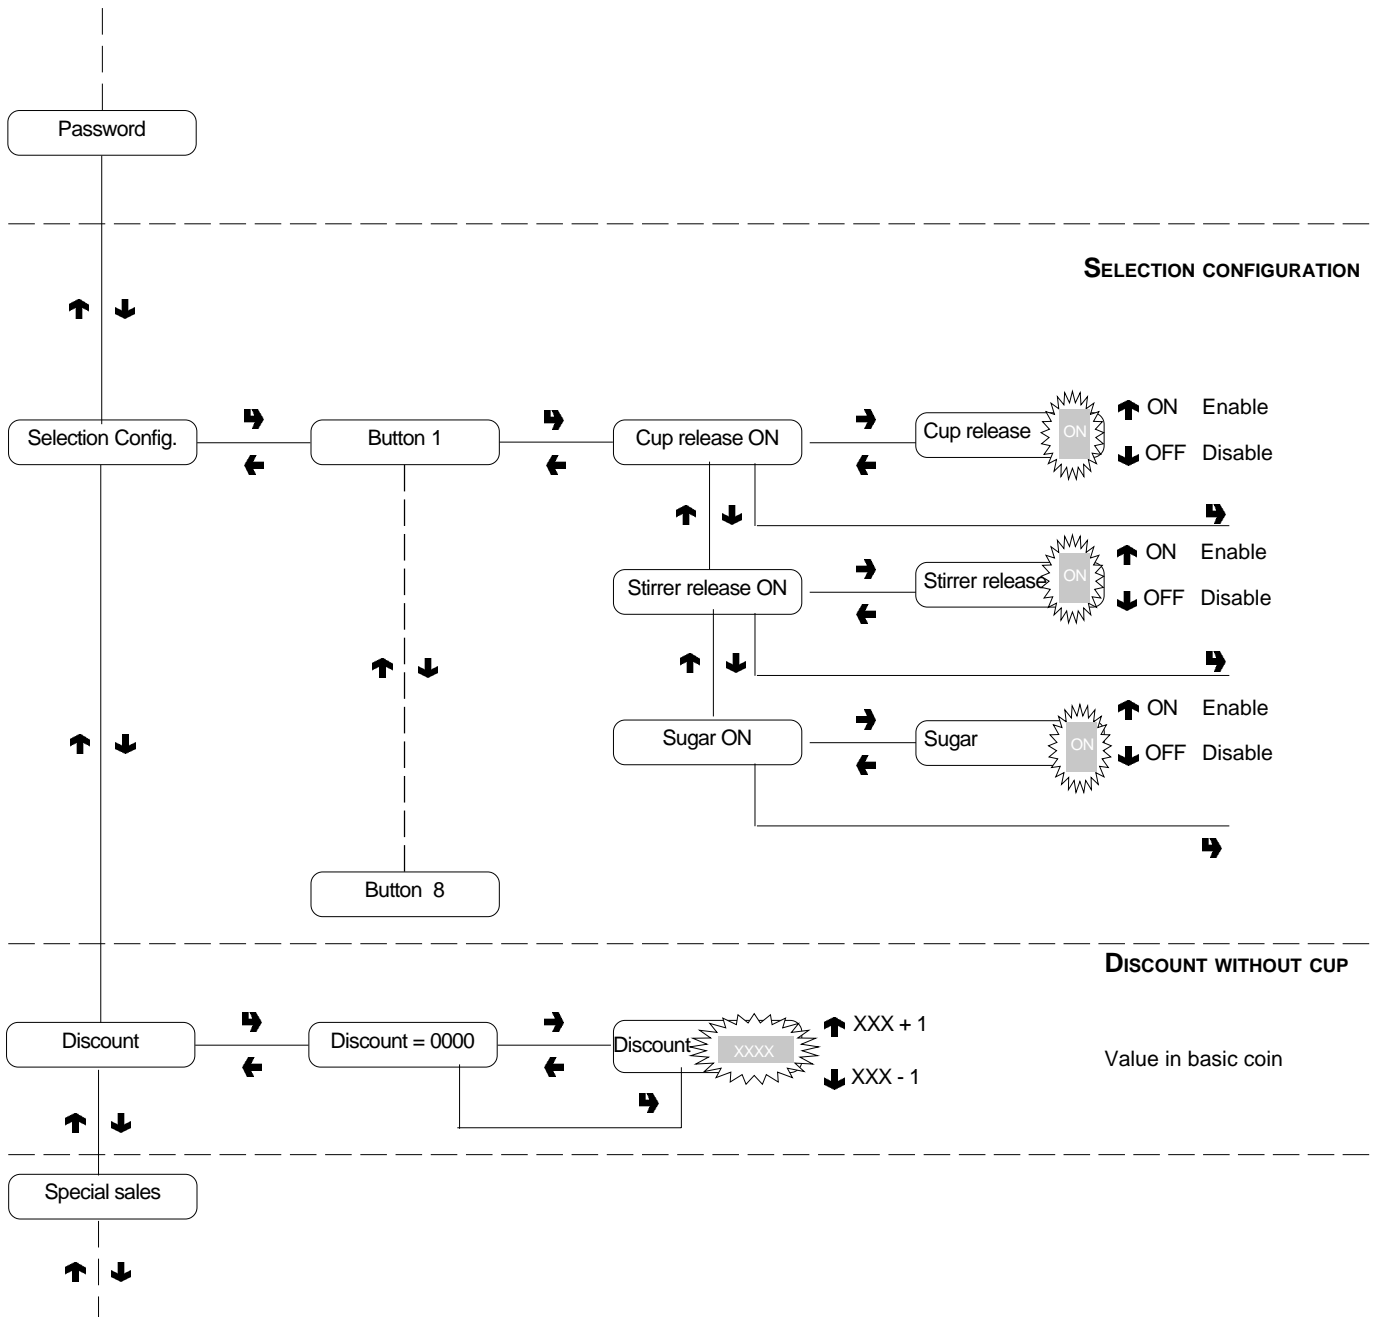 Password
SELECTION CONFIGURATION
Selection Config.
Button 1
Cup release ON
Cup release ON
ON Enable
OFF Disable
Stirrer release ON
Stirrer release ON
ON Enable
OFF Disable
Sugar ON
Sugar ON
ON Enable
OFF Disable
Button 8
DISCOUNT WITHOUT CUP
Discount
Discount = 0000
Discount XXXX
XXX + 1
XXX - 1
Value in basic coin
Special sales